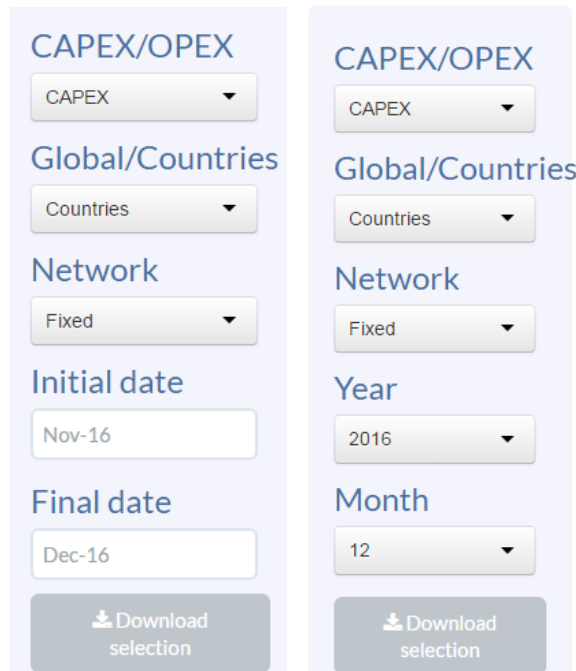 CAPEX/OPEX
CAPEX
Global/Countries
Countries
Network
Fixed
Initial date
Nov-16
Final date
Dec-16
Download
selection
CAPEX/OPEX
CAPEX
Global/Countries
Countries
Network
Fixed
Year
2016
Month
12
Download
selection